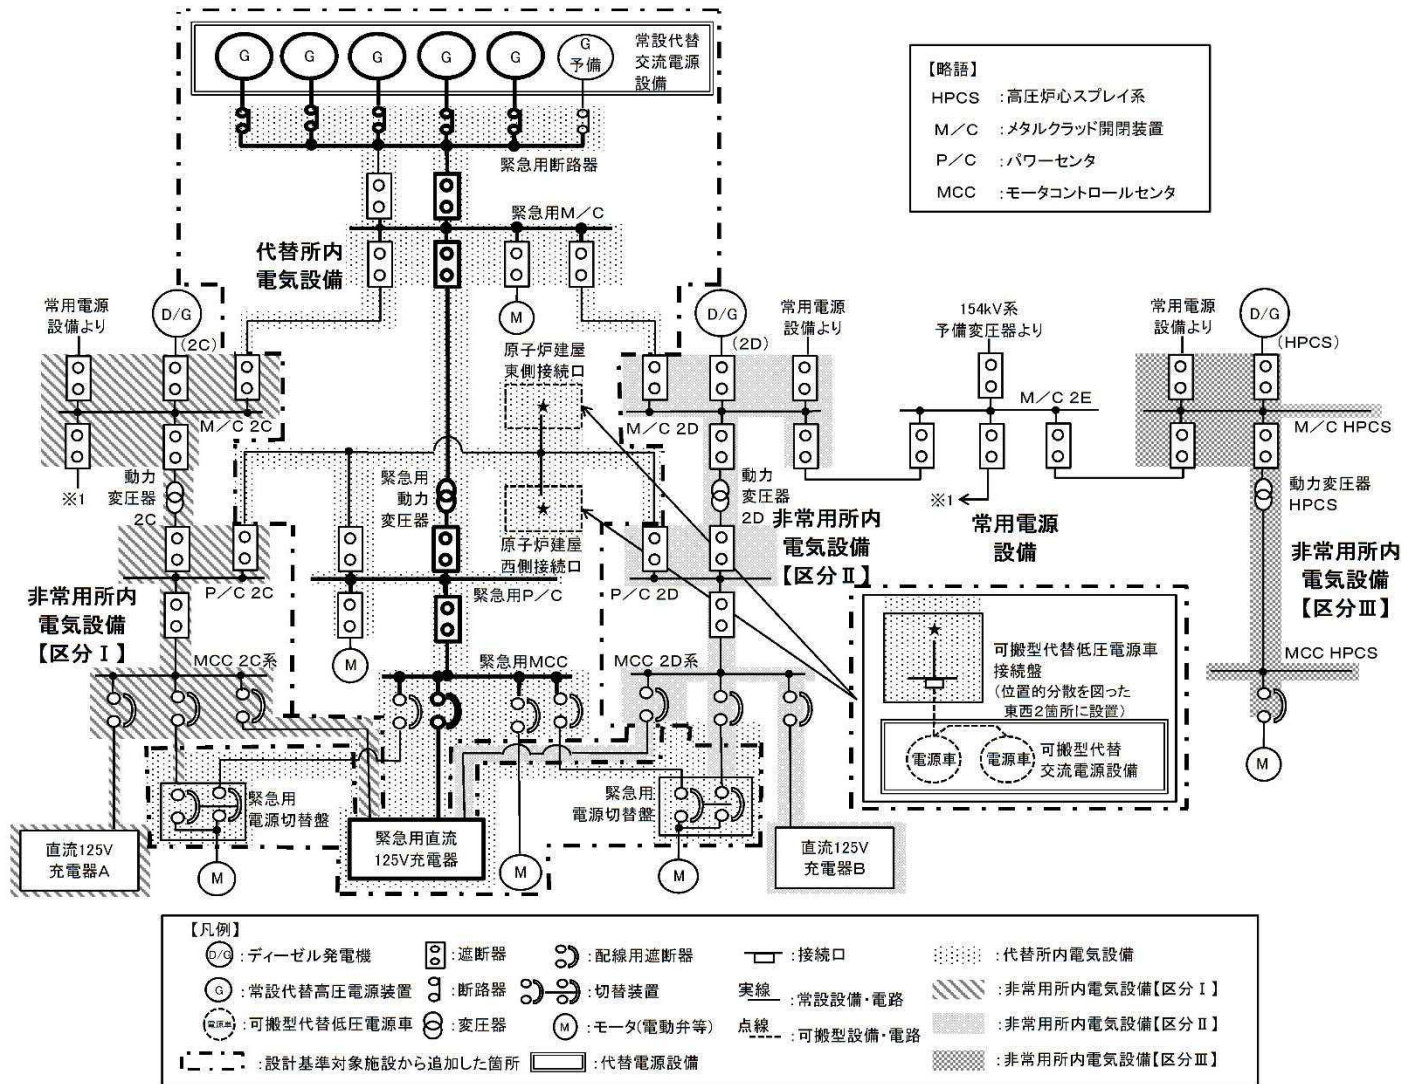 G
G
G
G
G
G
予備
常設代替
交流電源
設備
緊急用断路器
【略語】
HPCS :高圧炉心スプレイ系
M/C :メタルクラッド開閉装置
P/C :パワーセンタ
MCC :モータコントロールセンタ
緊急用M/C
代替所内
電気設備
M
常用電源
設備より
D/G
(2C)
M/C 2C
※1
動力
変圧器
2C
P/C 2C
非常用所内
電気設備
【区分Ⅰ】
MCC 2C系
原子炉建屋
東側接続口
★
★
原子炉建屋
西側接続口
緊急用
動力
変圧器
緊急用P/C
M
緊急用MCC
D/G
(2D)
常用電源
設備より
M/C 2D
動力
変圧器
2D
非常用所内
電気設備
【区分Ⅱ】
P/C 2D
MCC 2D系
154kV系
予備変圧器より
M/C 2E
※1
常用電源
設備
常用電源
設備より
D/G
(HPCS)
M/C HPCS
動力変圧器
HPCS
非常用所内
電気設備
【区分Ⅲ】
MCC HPCS
M
★
可搬型代替低圧電源車
接続盤
(位置的分散を図った
東西2箇所に設置)
電源車
電源車
可搬型代替
交流電源設備
緊急用
電源切替盤
緊急用
電源切替盤
直流125V
充電器A
M
緊急用直流
125V充電器
M
M
直流125V
充電器B
【凡例】
D/G :ディーゼル発電機
:遮断器
:配線用遮断器
:接続口
:代替所内電気設備
G :常設代替高圧電源装置
:断路器
:切替装置
実線 :常設設備・電路
:非常用所内電気設備【区分Ⅰ】
電源車 :可搬型代替低圧電源車
:変圧器
M :モータ(電動弁等)
点線 :可搬型設備・電路
:非常用所内電気設備【区分Ⅱ】
:設計基準対象施設から追加した箇所
:代替電源設備
:非常用所内電気設備【区分Ⅲ】